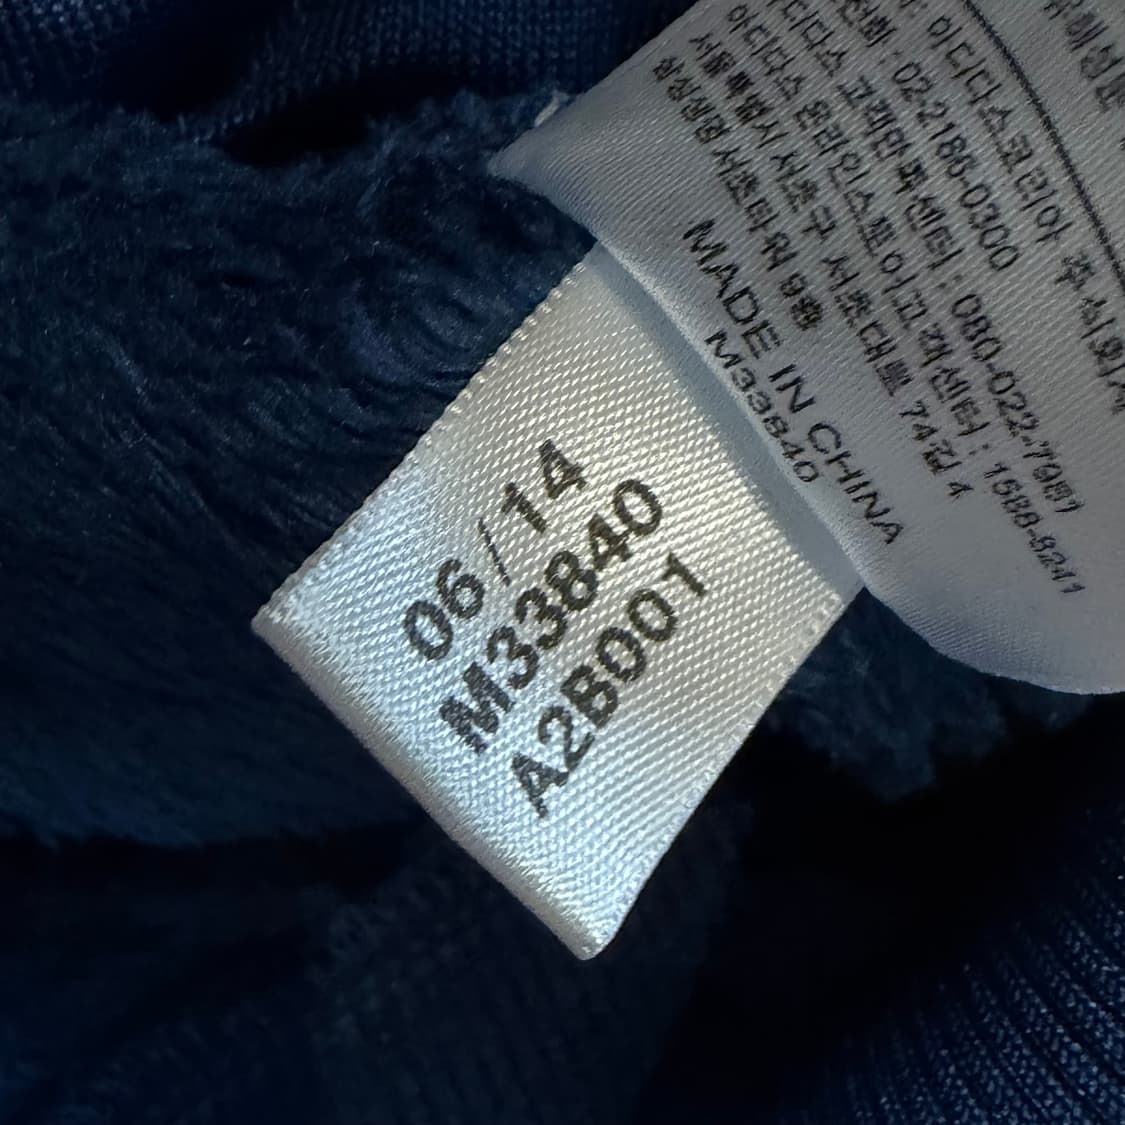 아디다스코리아 주식회사
02-2186-0300
아디다스 고객만족센터 : 080-022-7981
아디다스 온라인스토어고객센터 : 1588-8241
서울특별시 서초구 서초대로 74길 4
삼성생명서초타워 9층
MADE IN CHINA
M33840
06/14
M33840
A2B001